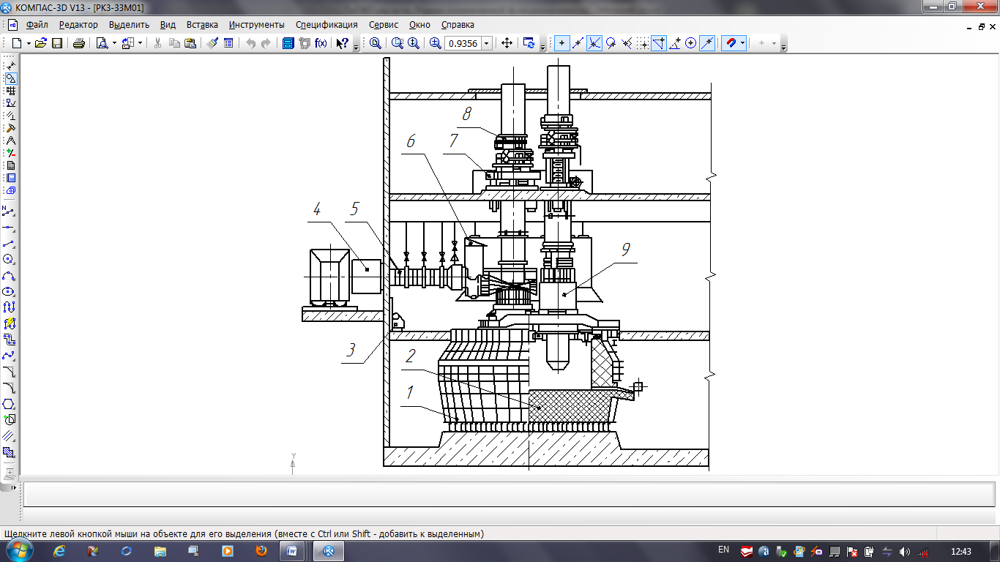 КОМПАС-3D V13 - [РКЗ-33М01]
Файл Редактор Выделить Вид Вставка Инструменты Спецификация Сервис Окно Справка
f(x) 0.9356
8
6 7
4 5
9
3 2
1
Y
Щелкните левой кнопкой мыши на объекте для его выделения (вместе с Ctrl или Shift - добавить к выделенным)
EN 12:43